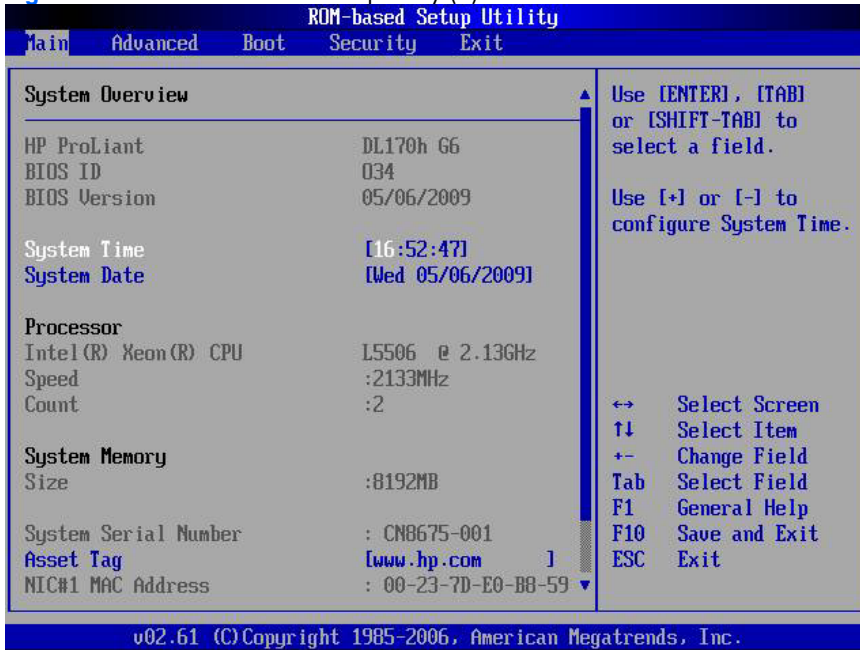 ROM-based Setup Utility
Main Advanced Boot Security Exit
System Overview
HP ProLiant DL170h G6
BIOS ID O34
BIOS Version 05/06/2009
System Time [16:52:47]
System Date [Wed 05/06/2009]
Processor
Intel(R) Xeon(R) CPU L5506 @ 2.13GHz
Speed :2133MHz
Count :2
System Memory
Size :8192MB
System Serial Number : CN8675-001
Asset Tag [www.hp.com ]
NIC#1 MAC Address : 00-23-7D-E0-B8-59
Use [ENTER], [TAB]
or [SHIFT-TAB] to
select a field.
Use [+] or [-] to
configure System Time.
↔ Select Screen
↑↓ Select Item
+- Change Field
Tab Select Field
F1 General Help
F10 Save and Exit
ESC Exit
v02.61 (C)Copyright 1985-2006, American Megatrends, Inc.